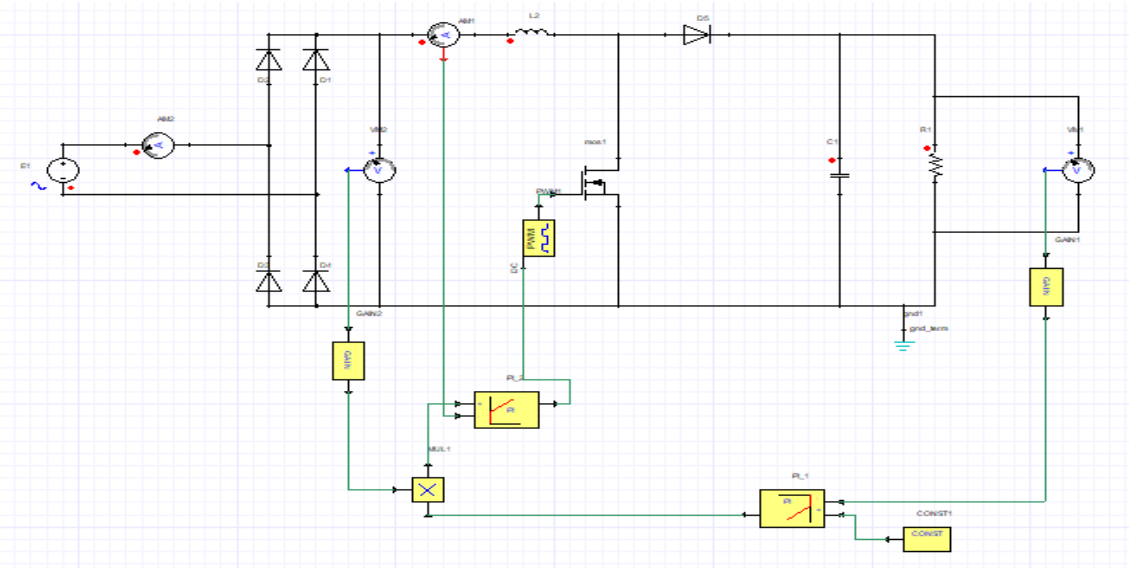 D5
L2
AM1
D2
D1
AM2
VM2
mos1
C1
R1
VM1
E1
PWM
DC
D3
D4
GAIN1
GAIN
GAIN2
GAIN
gnd1
gnd_term
PI_2
PI
MUL1
PI_1
PI
CONST1
CONST